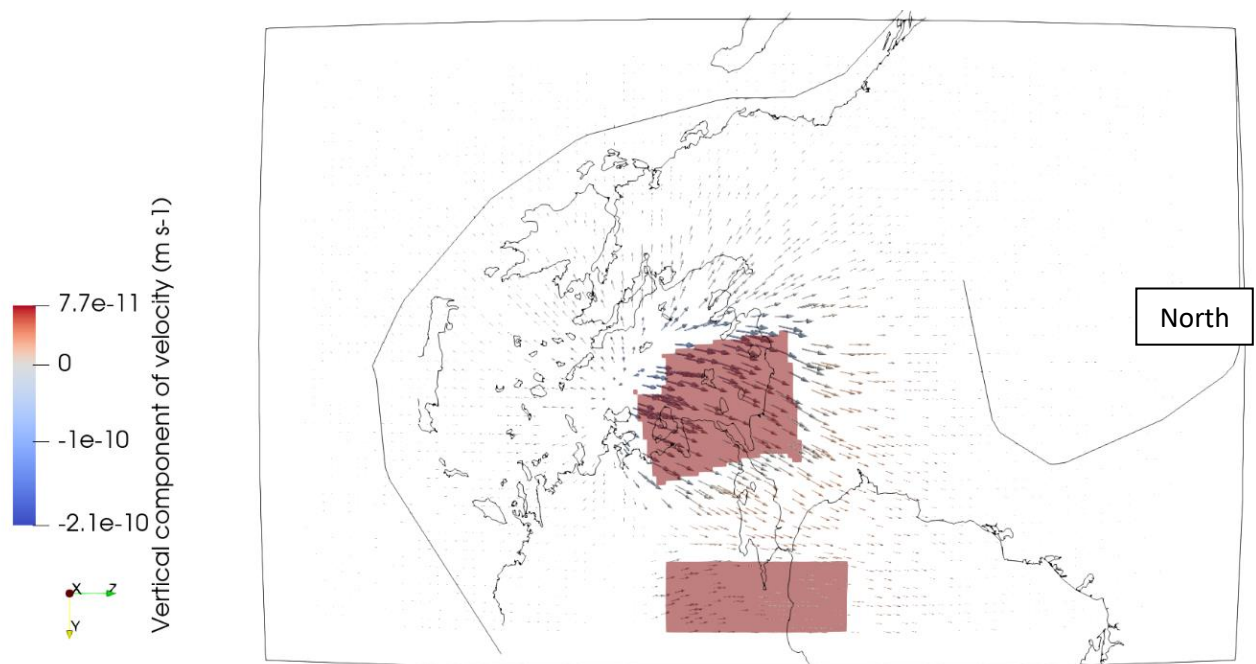 Vertical component of velocity (m s-1)
7.7e-11
0
-1e-10
-2.1e-10
X
Z
Y
North